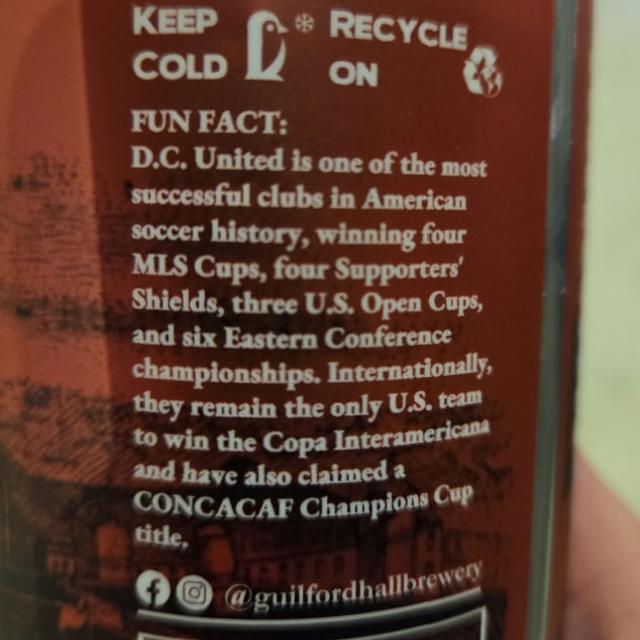 KEEP COLD RECYCLE ON
FUN FACT:
D.C. United is one of the most
successful clubs in American
soccer history, winning four
MLS Cups, four Supporters'
Shields, three U.S. Open Cups,
and six Eastern Conference
championships. Internationally,
they remain the only U.S. team
to win the Copa Interamericana
and have also claimed a
CONCACAF Champions Cup
title.
@guilfordhallbrewery